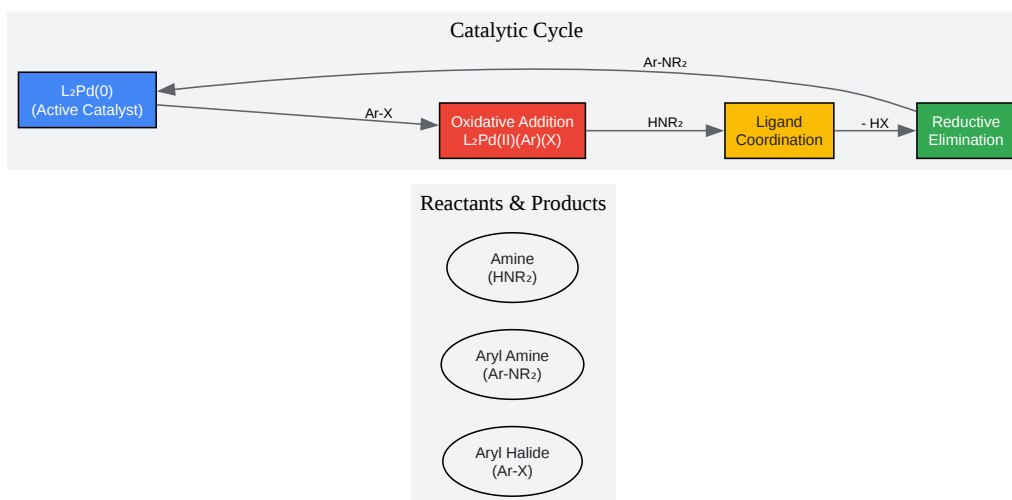 Catalytic Cycle
Ar-NR₂
L₂Pd(0)
(Active Catalyst)
Ar-X
Oxidative Addition
L₂Pd(II)(Ar)(X)
HNR₂
Ligand
Coordination
- HX
Reductive
Elimination
Reactants & Products
Amine
(HNR₂)
Aryl Amine
(Ar-NR₂)
Aryl Halide
(Ar-X)